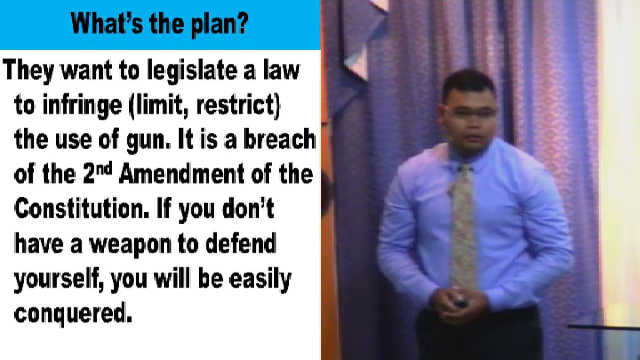 What's the plan?
They want to legislate a law
to infringe (limit, restrict)
the use of gun. It is a breach
of the 2nd Amendment of the
Constitution. If you don't
have a weapon to defend
yourself, you will be easily
conquered.